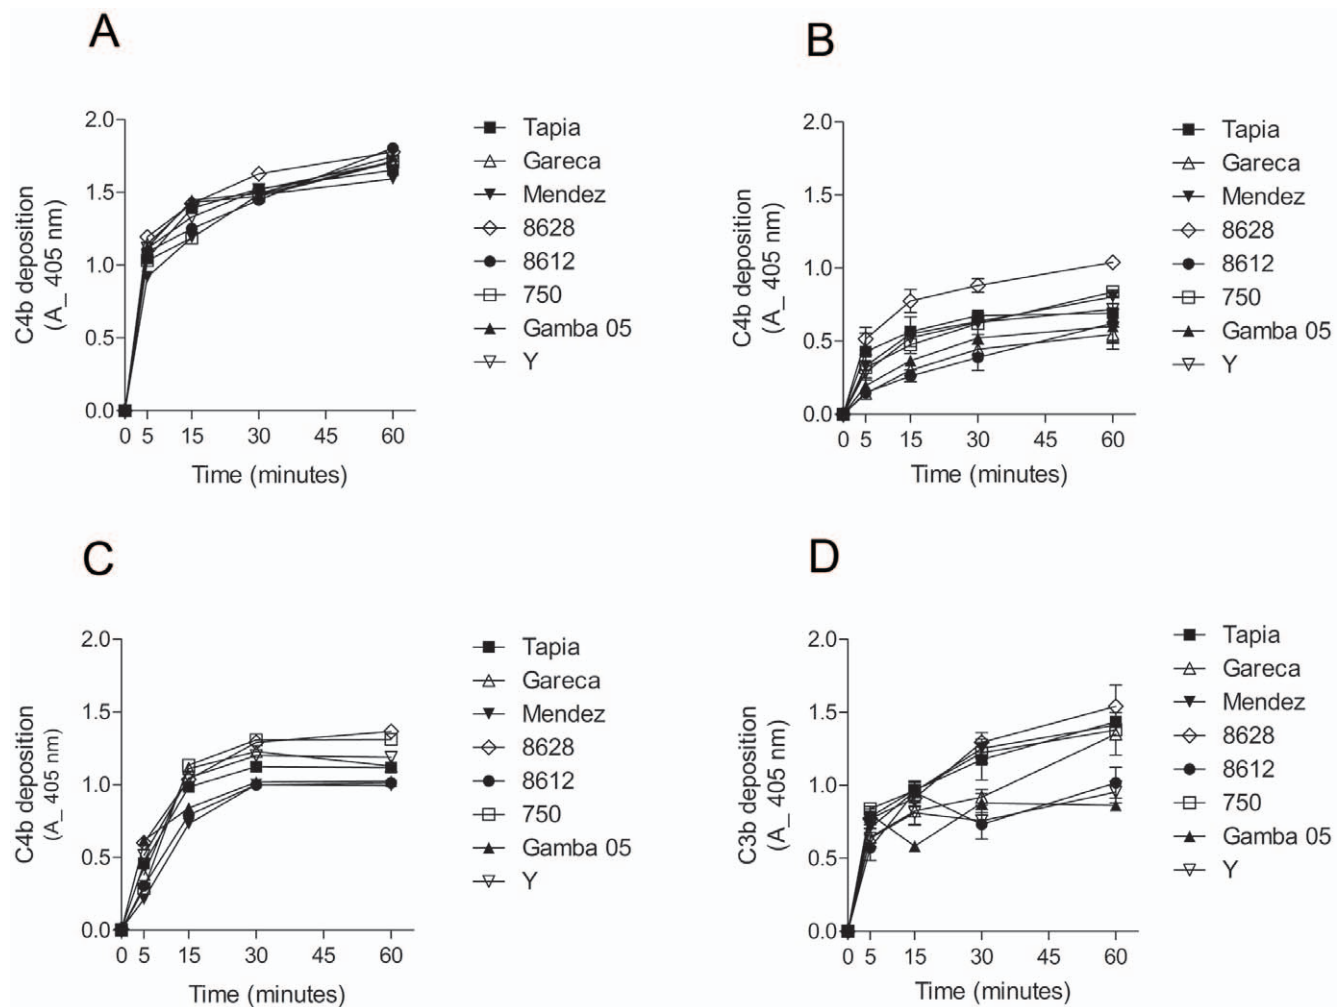 A
C4b deposition
(A_ 405 nm)
2.0
1.5
1.0
0.5
0.0
0 5 15 30 45 60
Time (minutes)
Tapia
Gareca
Mendez
8628
8612
750
Gamba 05
Y
B
C4b deposition
(A_ 405 nm)
2.0
1.5
1.0
0.5
0.0
0 5 15 30 45 60
Time (minutes)
Tapia
Gareca
Mendez
8628
8612
750
Gamba 05
Y
C
C4b deposition
(A_ 405 nm)
2.0
1.5
1.0
0.5
0.0
0 5 15 30 45 60
Time (minutes)
Tapia
Gareca
Mendez
8628
8612
750
Gamba 05
Y
D
C3b deposition
(A_ 405 nm)
2.0
1.5
1.0
0.5
0.0
0 5 15 30 45 60
Time (minutes)
Tapia
Gareca
Mendez
8628
8612
750
Gamba 05
Y